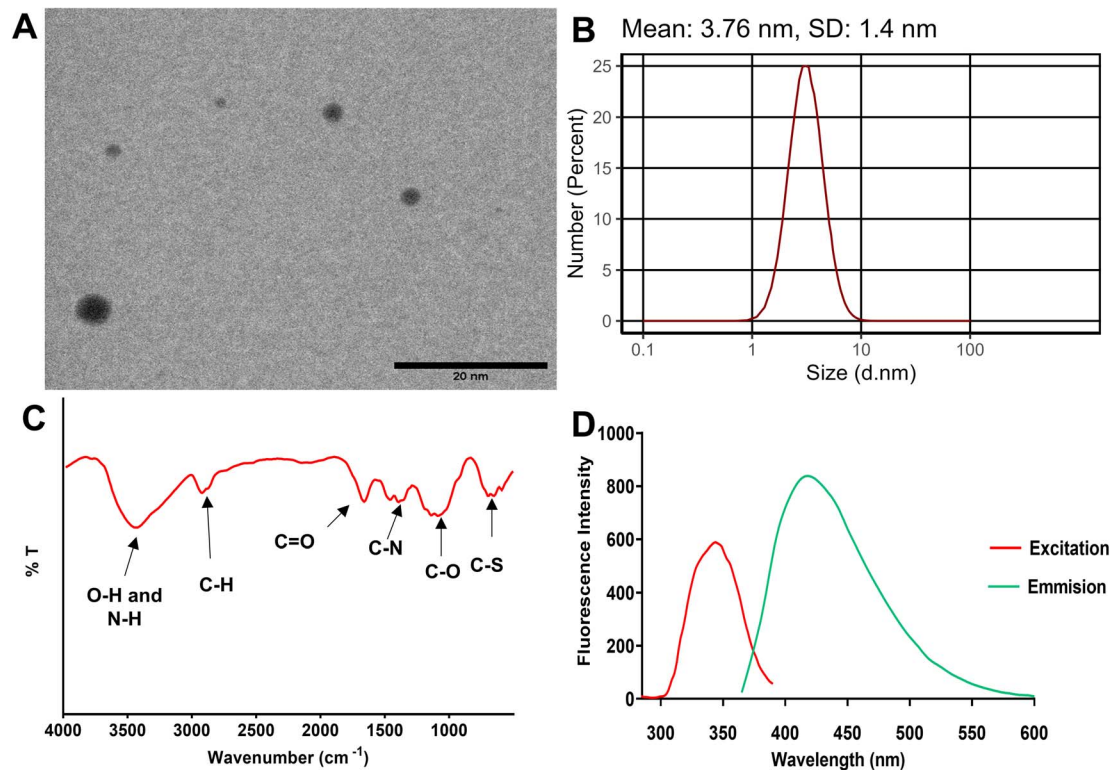 A
20 nm
B
Mean: 3.76 nm, SD: 1.4 nm
Number (Percent)
25
20
15
10
5
0
0.1 1 10 100
Size (d.nm)
C
% T
O-H and
N-H
C-H
C=O
C-N
C-O
C-S
4000 3500 3000 2500 2000 1500 1000
Wavenumber (cm⁻¹)
D
Fluorescence Intensity
1000
800
600
400
200
0
300 350 400 450 500 550 600
Wavelength (nm)
Excitation
Emmision